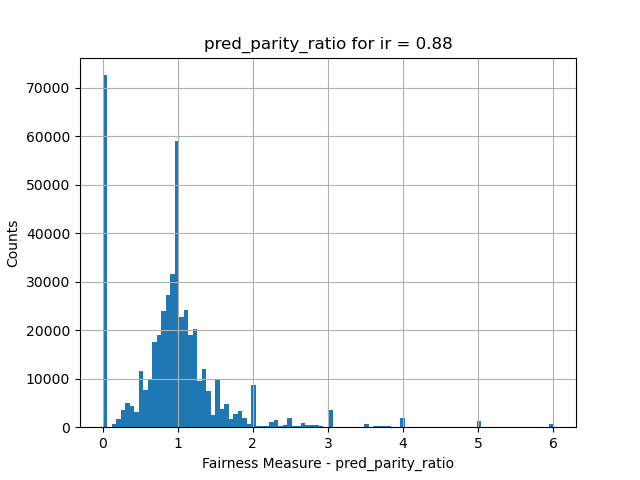 pred_parity_ratio for ir = 0.88
Counts
70000
60000
50000
40000
30000
20000
10000
0
0 1 2 3 4 5 6
Fairness Measure - pred_parity_ratio